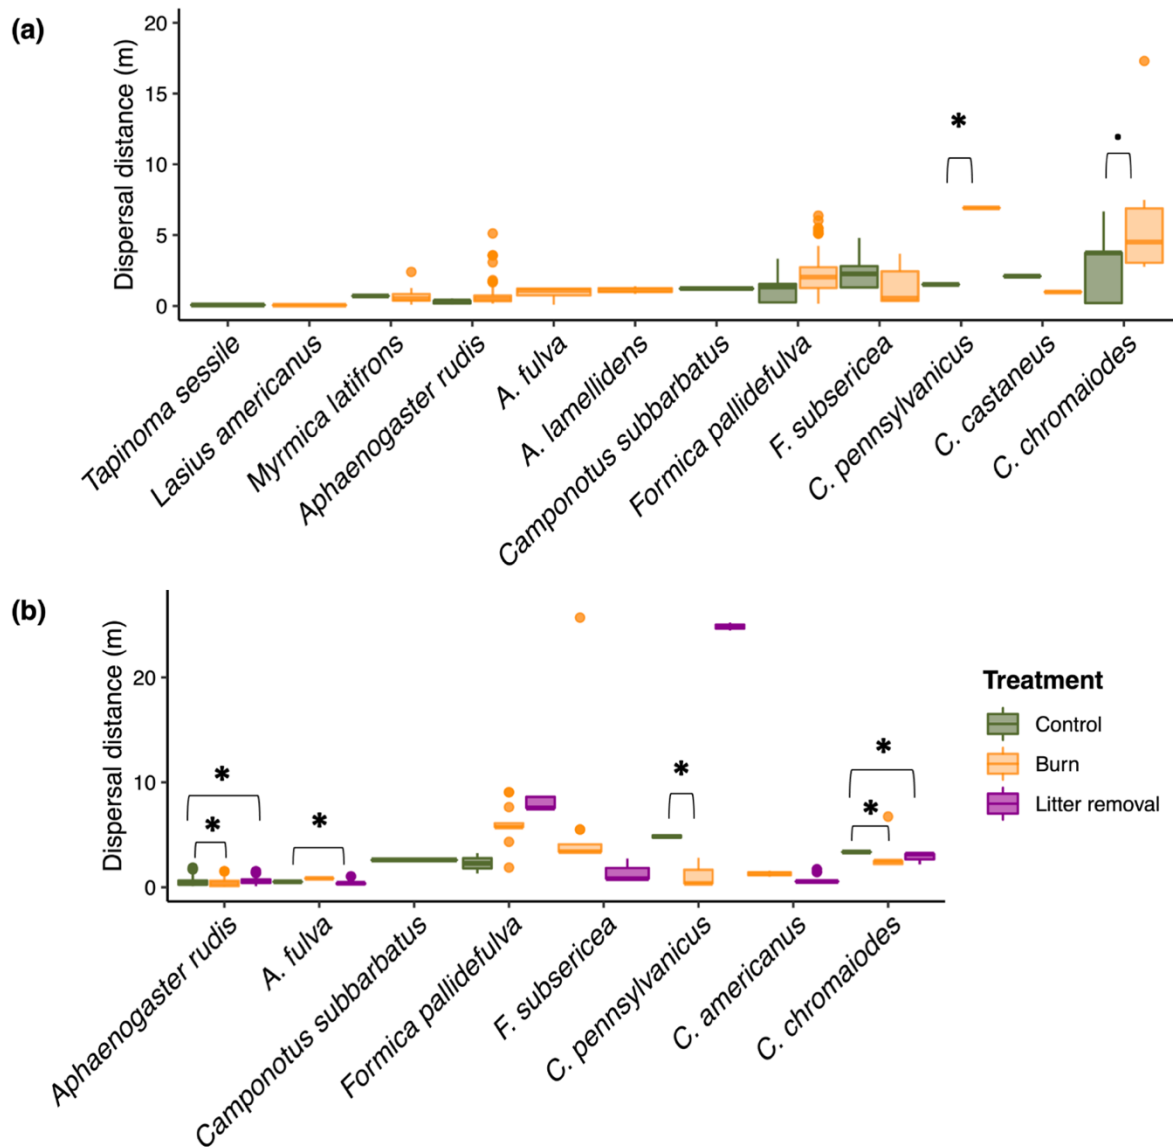 (a)
Dispersal distance (m)
20
15
10
5
0
*
.
Tapinoma sessile
Lasius americanus
Myrmica latifrons
Aphaenogaster rudis
A. fulva
A. lamellidens
Camponotus subbarbatus
Formica pallidefulva
F. subsericea
C. pennsylvanicus
C. castaneus
C. chromaiodes
(b)
Dispersal distance (m)
20
10
0
*
*
*
*
*
*
Aphaenogaster rudis
A. fulva
Camponotus subbarbatus
Formica pallidefulva
F. subsericea
C. pennsylvanicus
C. americanus
C. chromaiodes
Treatment
Control
Burn
Litter removal